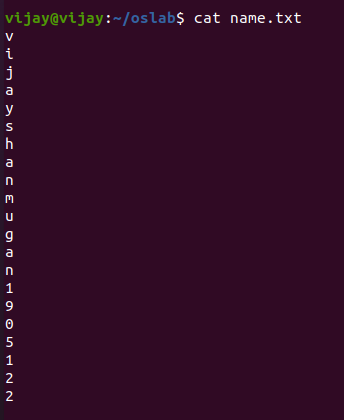 vijay@vijay:~/oslab$ cat name.txt
v
i
j
a
y
s
h
a
n
m
u
g
a
n
1
9
0
5
1
2
2